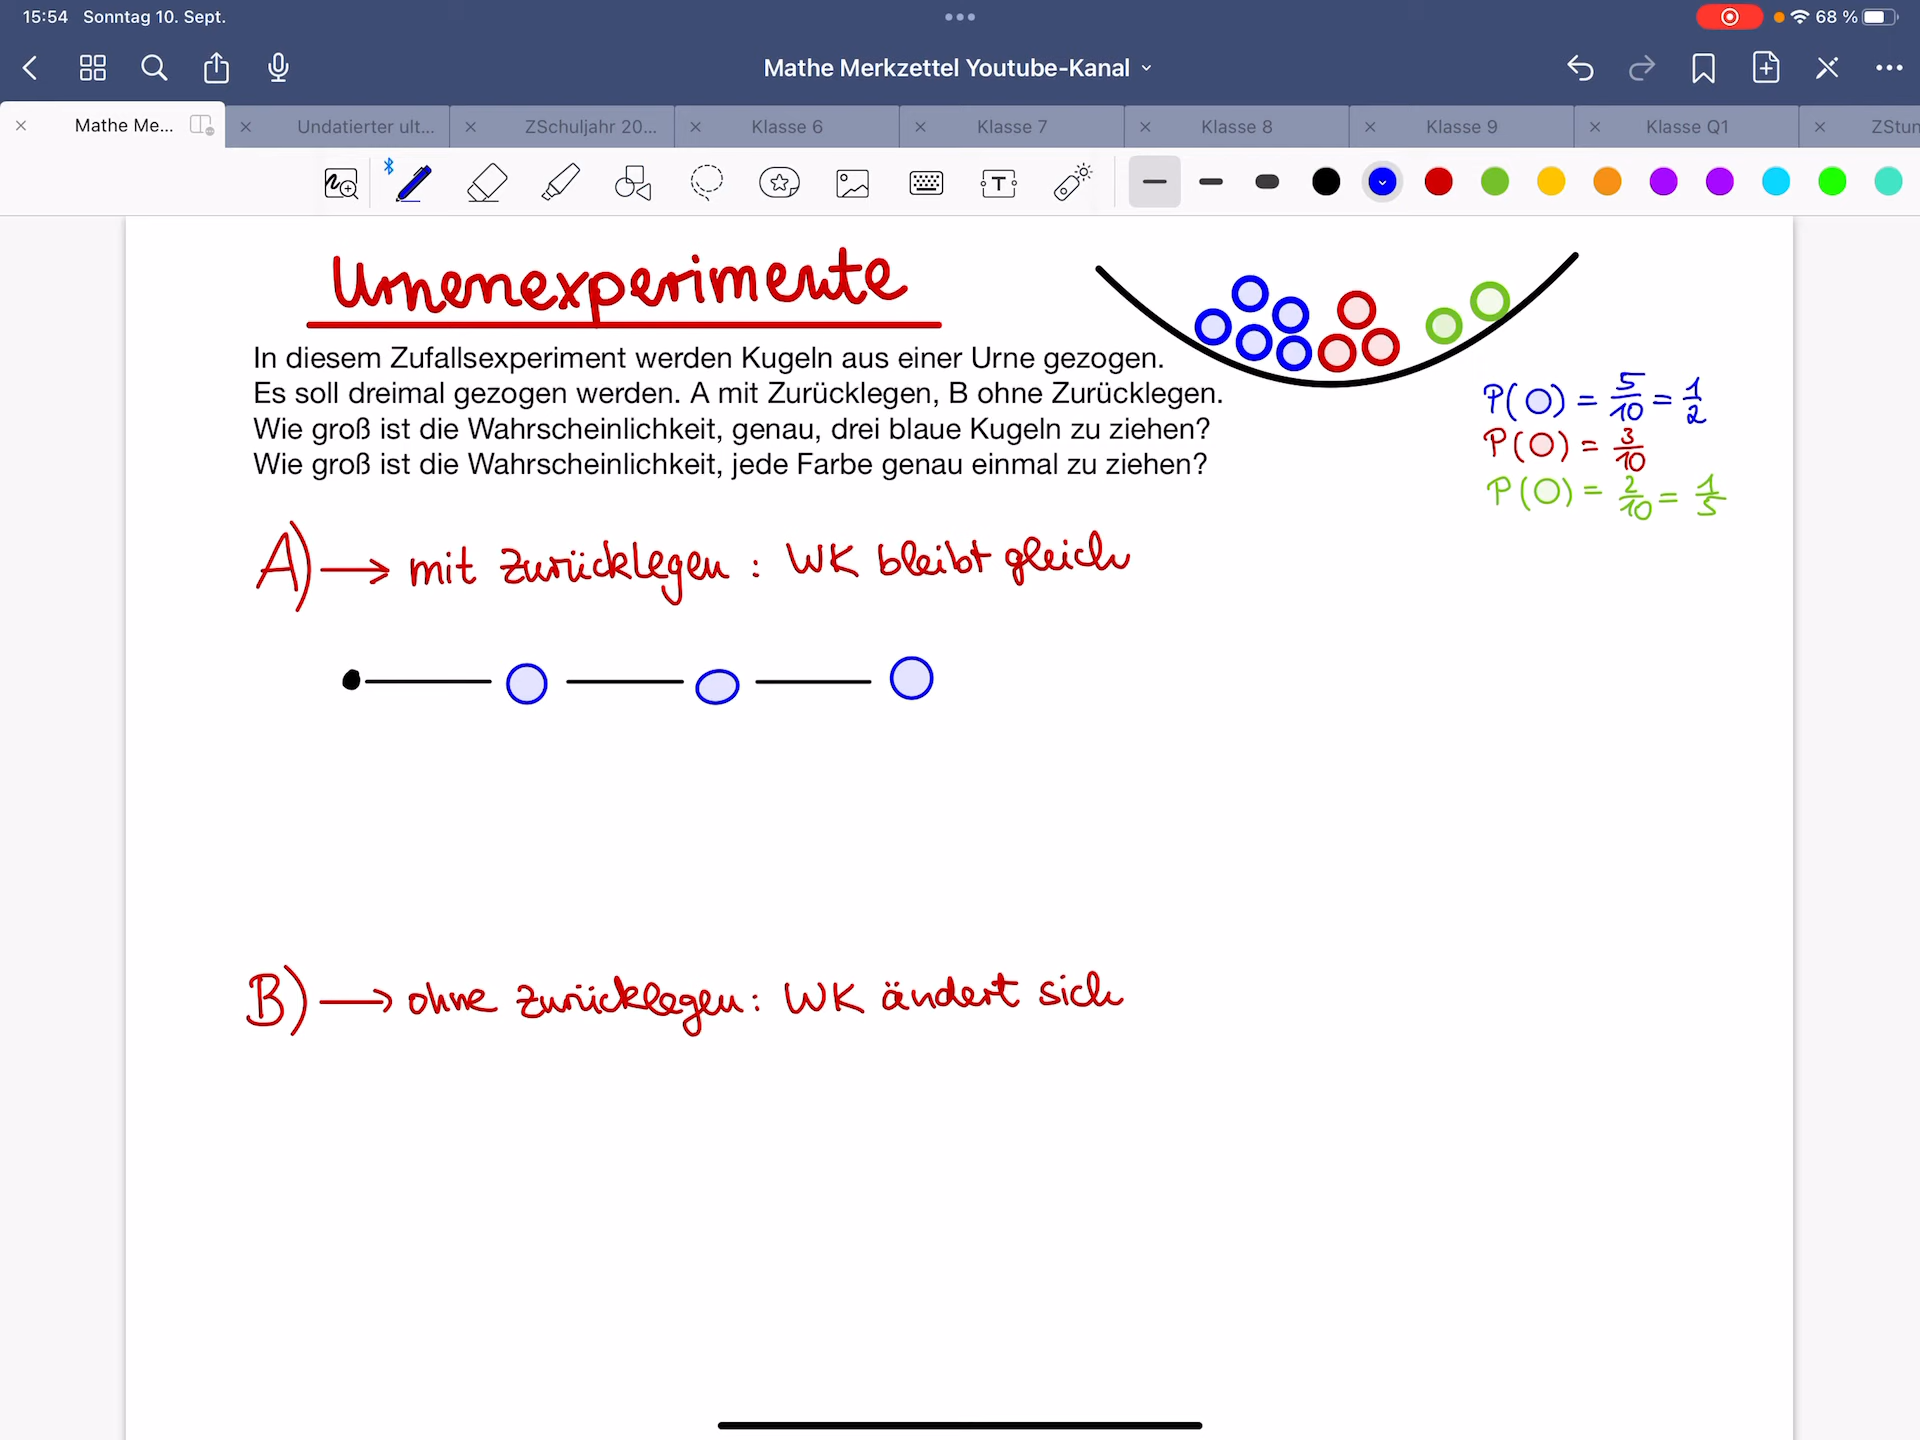 15:54 Sonntag 10. Sept.
68 %
Mathe Merkzettel Youtube-Kanal
Mathe Me...
Undatierter ult...
ZSchuljahr 20...
Klasse 6
Klasse 7
Klasse 8
Klasse 9
Klasse Q1
ZStun
T
Urnenexperimente
In diesem Zufallsexperiment werden Kugeln aus einer Urne gezogen.
Es soll dreimal gezogen werden. A mit Zurücklegen, B ohne Zurücklegen.
Wie groß ist die Wahrscheinlichkeit, genau, drei blaue Kugeln zu ziehen?
Wie groß ist die Wahrscheinlichkeit, jede Farbe genau einmal zu ziehen?
P(O) = 5/10 = 1/2
P(O) = 3/10
P(O) = 2/10 = 1/5
A) → mit Zurücklegen : WK bleibt gleich
B) → ohne Zurücklegen : WK ändert sich